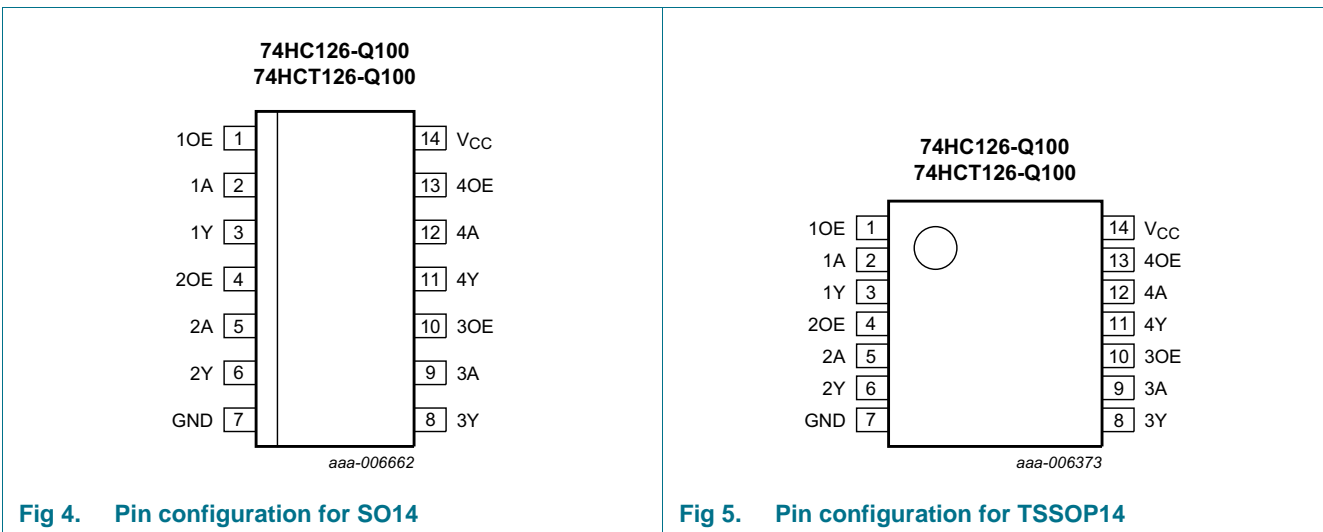 74HC126-Q100
74HCT126-Q100
1OE 1
14 VCC
1A 2
13 4OE
1Y 3
12 4A
2OE 4
11 4Y
2A 5
10 3OE
2Y 6
9 3A
GND 7
8 3Y
aaa-006662
Fig 4. Pin configuration for SO14
74HC126-Q100
74HCT126-Q100
1OE 1
14 VCC
1A 2
13 4OE
1Y 3
12 4A
2OE 4
11 4Y
2A 5
10 3OE
2Y 6
9 3A
GND 7
8 3Y
aaa-006373
Fig 5. Pin configuration for TSSOP14